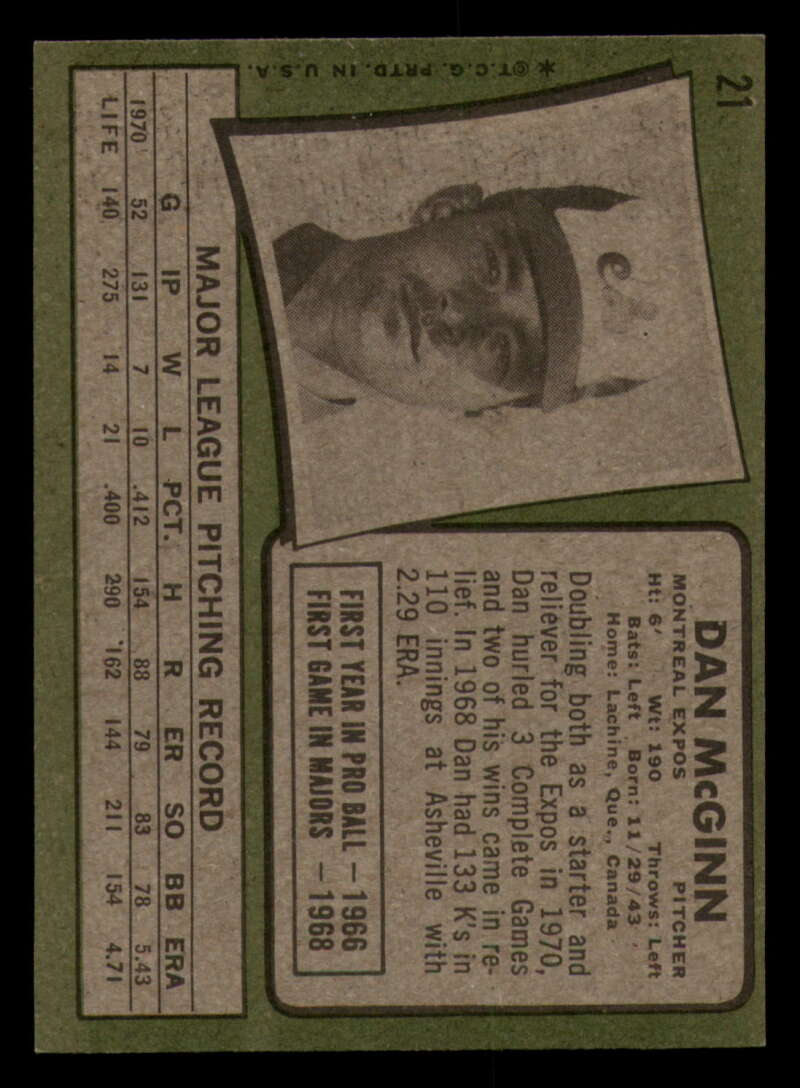 21
✱©T.C.G. PRTD. IN U.S.A.
e
DAN McGINN
MONTREAL EXPOS PITCHER
Ht: 6' Wt: 190 Throws: Left
Bats: Left Born: 11/29/43
Home: Lachine, Que., Canada
Doubling both as a starter and
reliever for the Expos in 1970,
Dan hurled 3 Complete Games
and two of his wins came in re-
lief. In 1968 Dan had 133 K's in
110 innings at Asheville with
2.29 ERA.
FIRST YEAR IN PRO BALL — 1966
FIRST GAME IN MAJORS — 1968
MAJOR LEAGUE PITCHING RECORD
G IP W L PCT. H R ER SO BB ERA
1970 52 131 7 10 .412 154 88 79 83 78 5.43
LIFE 140 275 14 21 .400 290 162 144 211 154 4.71